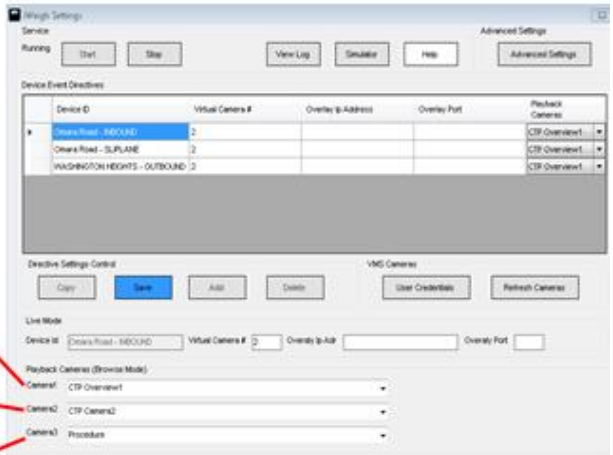 iWeigh Settings
Service
Advanced Settings
Running
Start
Stop
View Log
Simulator
Help
Advanced Settings
Device Event Directives
Device ID
Virtual Camera #
Overlay Ip Address
Overlay Port
Playback Cameras
Omara Road - INBOUND
2
CTP Overview1
Omara Road - SLIPLANE
2
CTP Overview1
WASHINGTON HEIGHTS - OUTBOUND
2
CTP Overview1
Directive Settings Control
VMS Cameras
Copy
Save
Add
Delete
User Credentials
Refresh Cameras
Live Mode
Device Id
Omara Road - INBOUND
Virtual Camera #
2
Overlay Ip Adr
Overlay Port
Playback Cameras (Browse Mode)
Camera1
CTP Overview1
Camera2
CTP Camera2
Camera3
Procedure